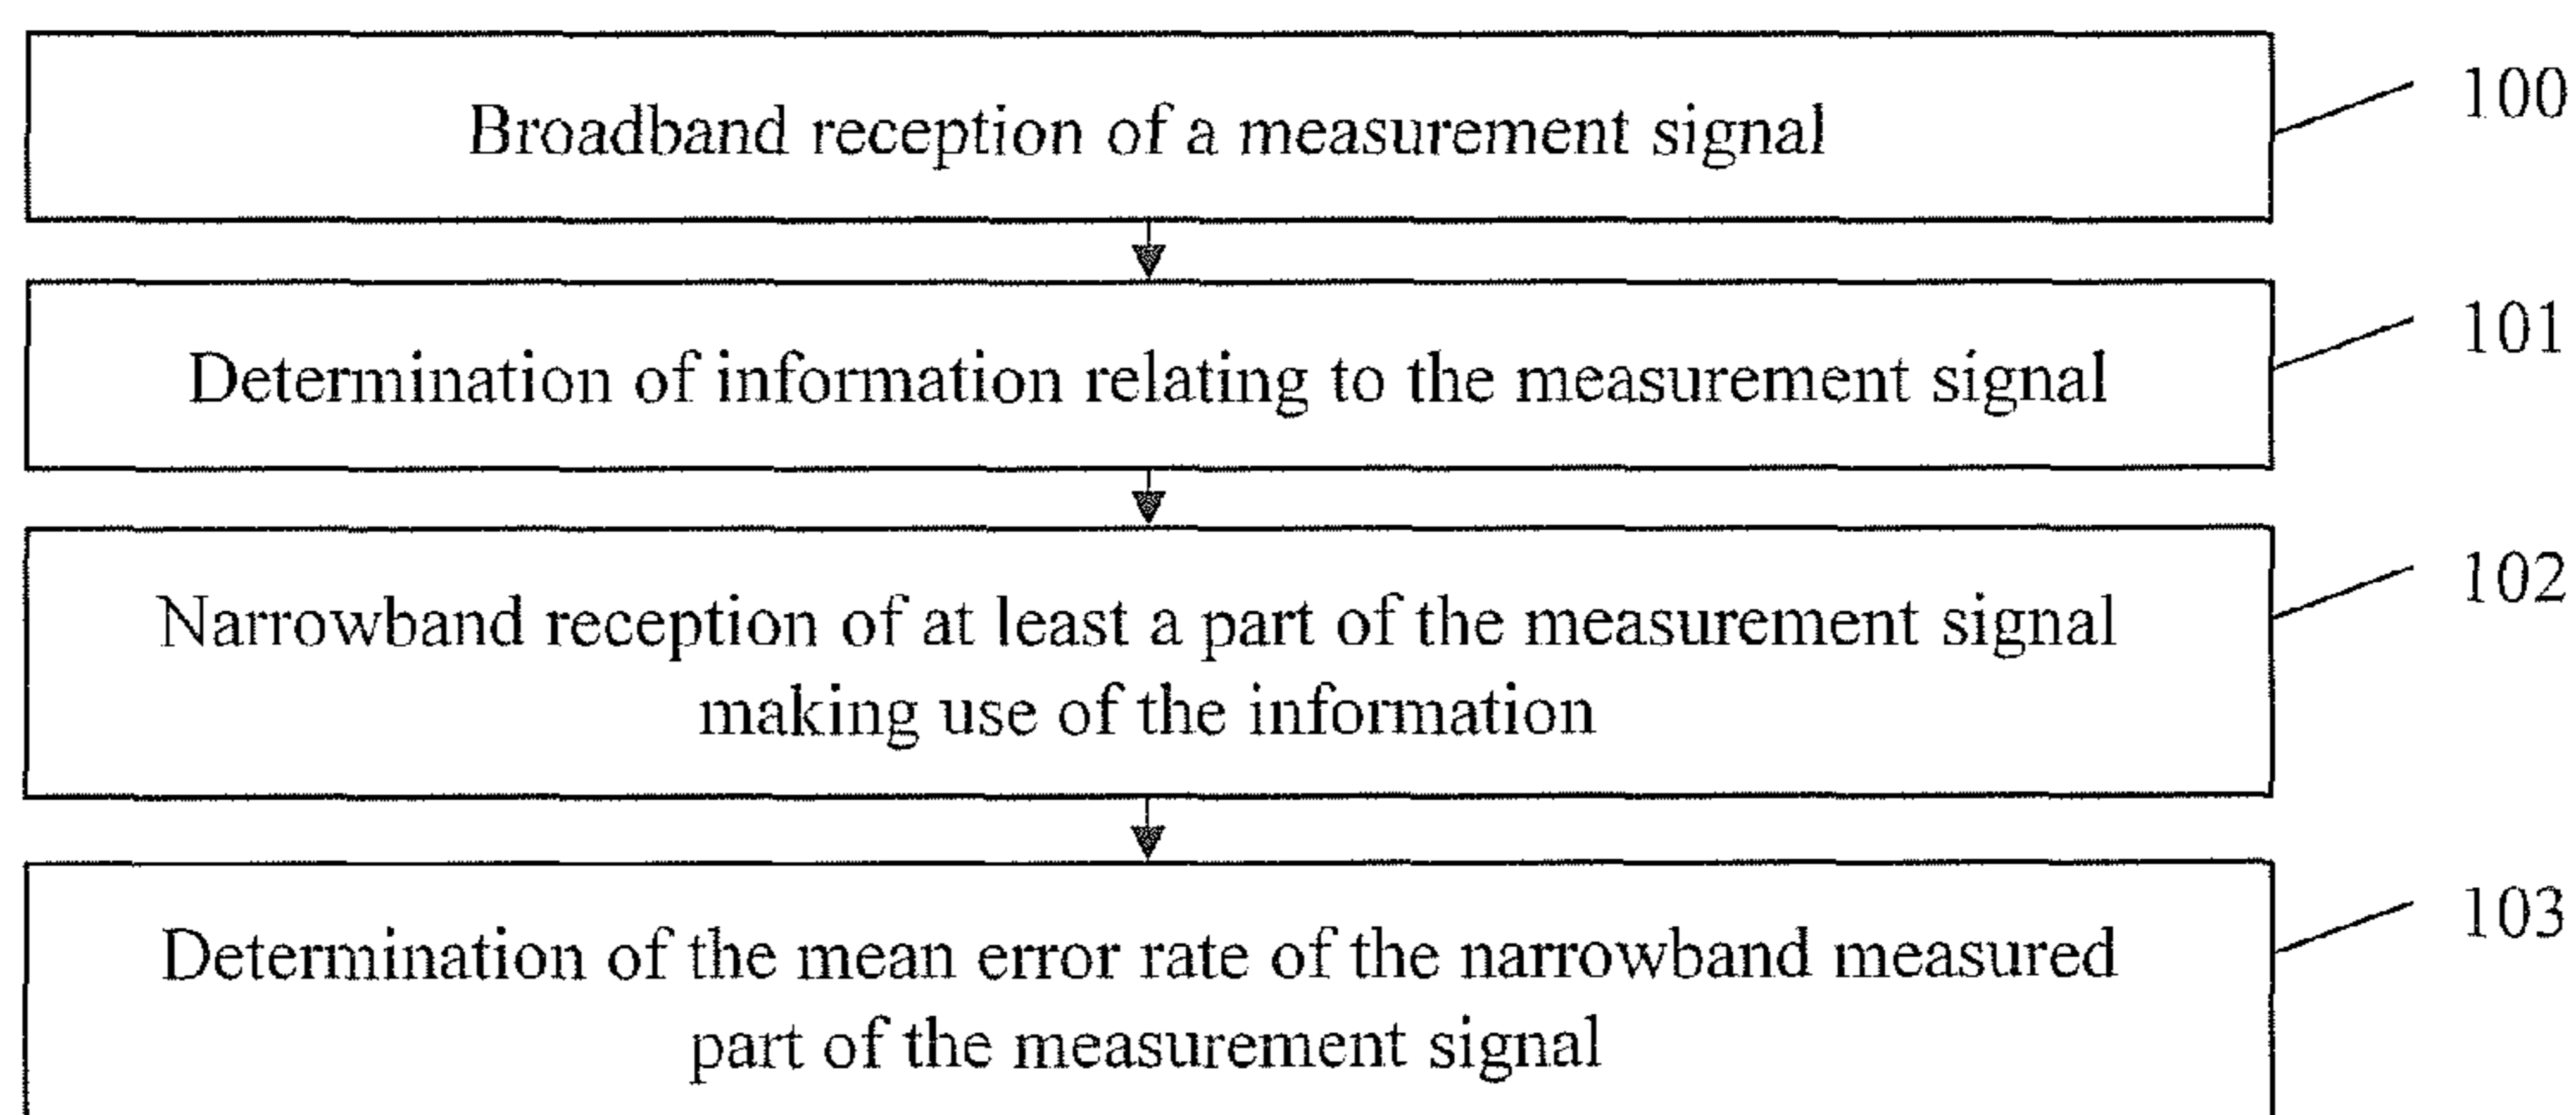 Broadband reception of a measurement signal
100
Determination of information relating to the measurement signal
101
Narrowband reception of at least a part of the measurement signal
making use of the information
102
Determination of the mean error rate of the narrowband measured
part of the measurement signal
103